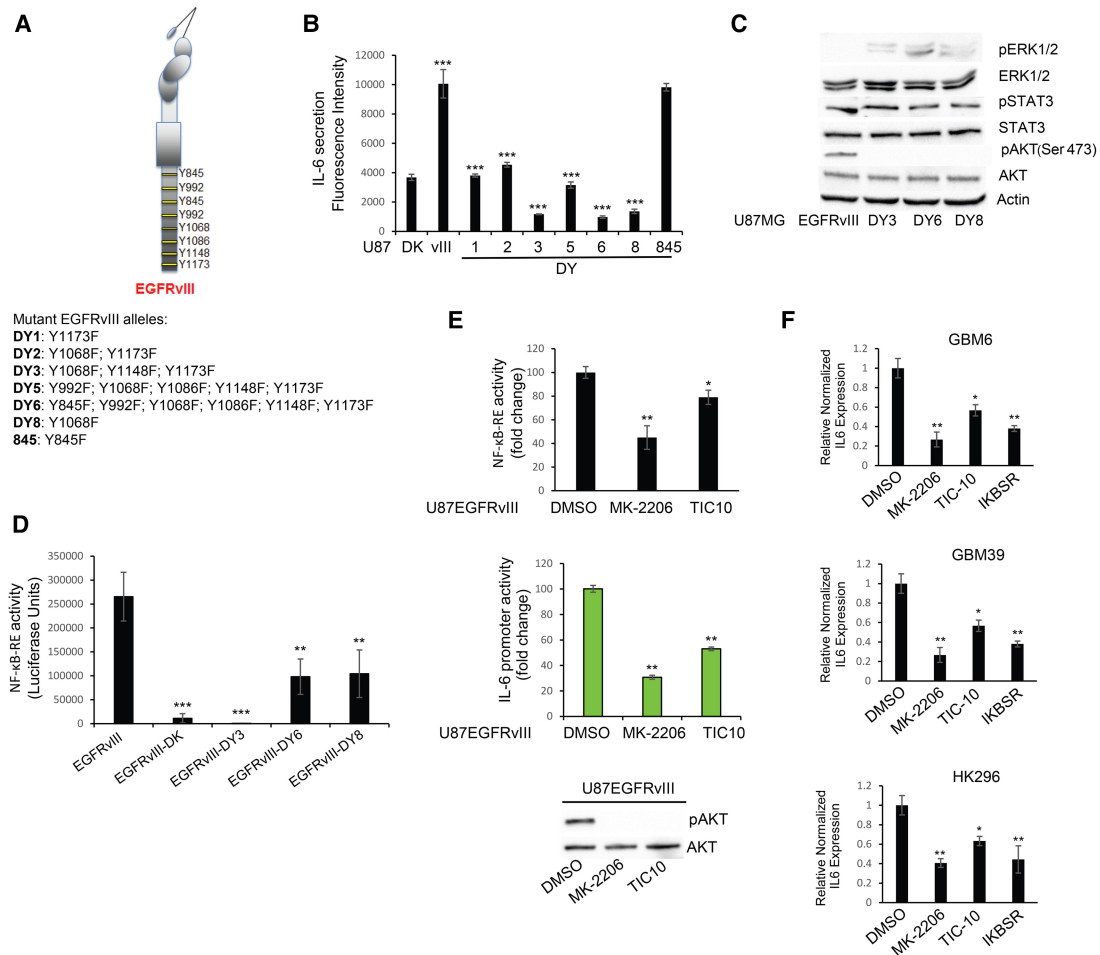 A
Y845
Y992
Y845
Y992
Y1068
Y1086
Y1148
Y1173
EGFRvIII
Mutant EGFRvIII alleles:
DY1: Y1173F
DY2: Y1068F; Y1173F
DY3: Y1068F; Y1148F; Y1173F
DY5: Y992F; Y1068F; Y1086F; Y1148F; Y1173F
DY6: Y845F; Y992F; Y1068F; Y1086F; Y1148F; Y1173F
DY8: Y1068F
845: Y845F
B
IL-6 secretion
Fluorescence Intensity
12000
10000
8000
6000
4000
2000
0
***
***
***
***
***
***
***
U87 DK vIII 1 2 3 5 6 8 845
DY
C
pERK1/2
ERK1/2
pSTAT3
STAT3
pAKT(Ser 473)
AKT
Actin
U87MG EGFRvIII DY3 DY6 DY8
D
NF-κB-RE activity
(Luciferase Units)
350000
300000
250000
200000
150000
100000
50000
0
***
***
**
**
EGFRvIII
EGFRvIII-DK
EGFRvIII-DY3
EGFRvIII-DY6
EGFRvIII-DY8
E
NF-κB-RE activity
(fold change)
120
100
80
60
40
20
0
**
*
U87EGFRvIII DMSO MK-2206 TIC10
IL-6 promoter activity
(fold change)
120
100
80
60
40
20
0
**
**
U87EGFRvIII DMSO MK-2206 TIC10
U87EGFRvIII
pAKT
AKT
DMSO
MK-2206
TIC10
F
GBM6
Relative Normalized
IL6 Expression
1.2
1
0.8
0.6
0.4
0.2
0
**
*
**
DMSO
MK-2206
TIC-10
IKBSR
GBM39
Relative Normalized
IL6 Expression
1.2
1
0.8
0.6
0.4
0.2
0
**
*
**
DMSO
MK-2206
TIC-10
IKBSR
HK296
Relative Normalized
IL6 Expression
1.2
1
0.8
0.6
0.4
0.2
0
**
*
**
DMSO
MK-2206
TIC-10
IKBSR